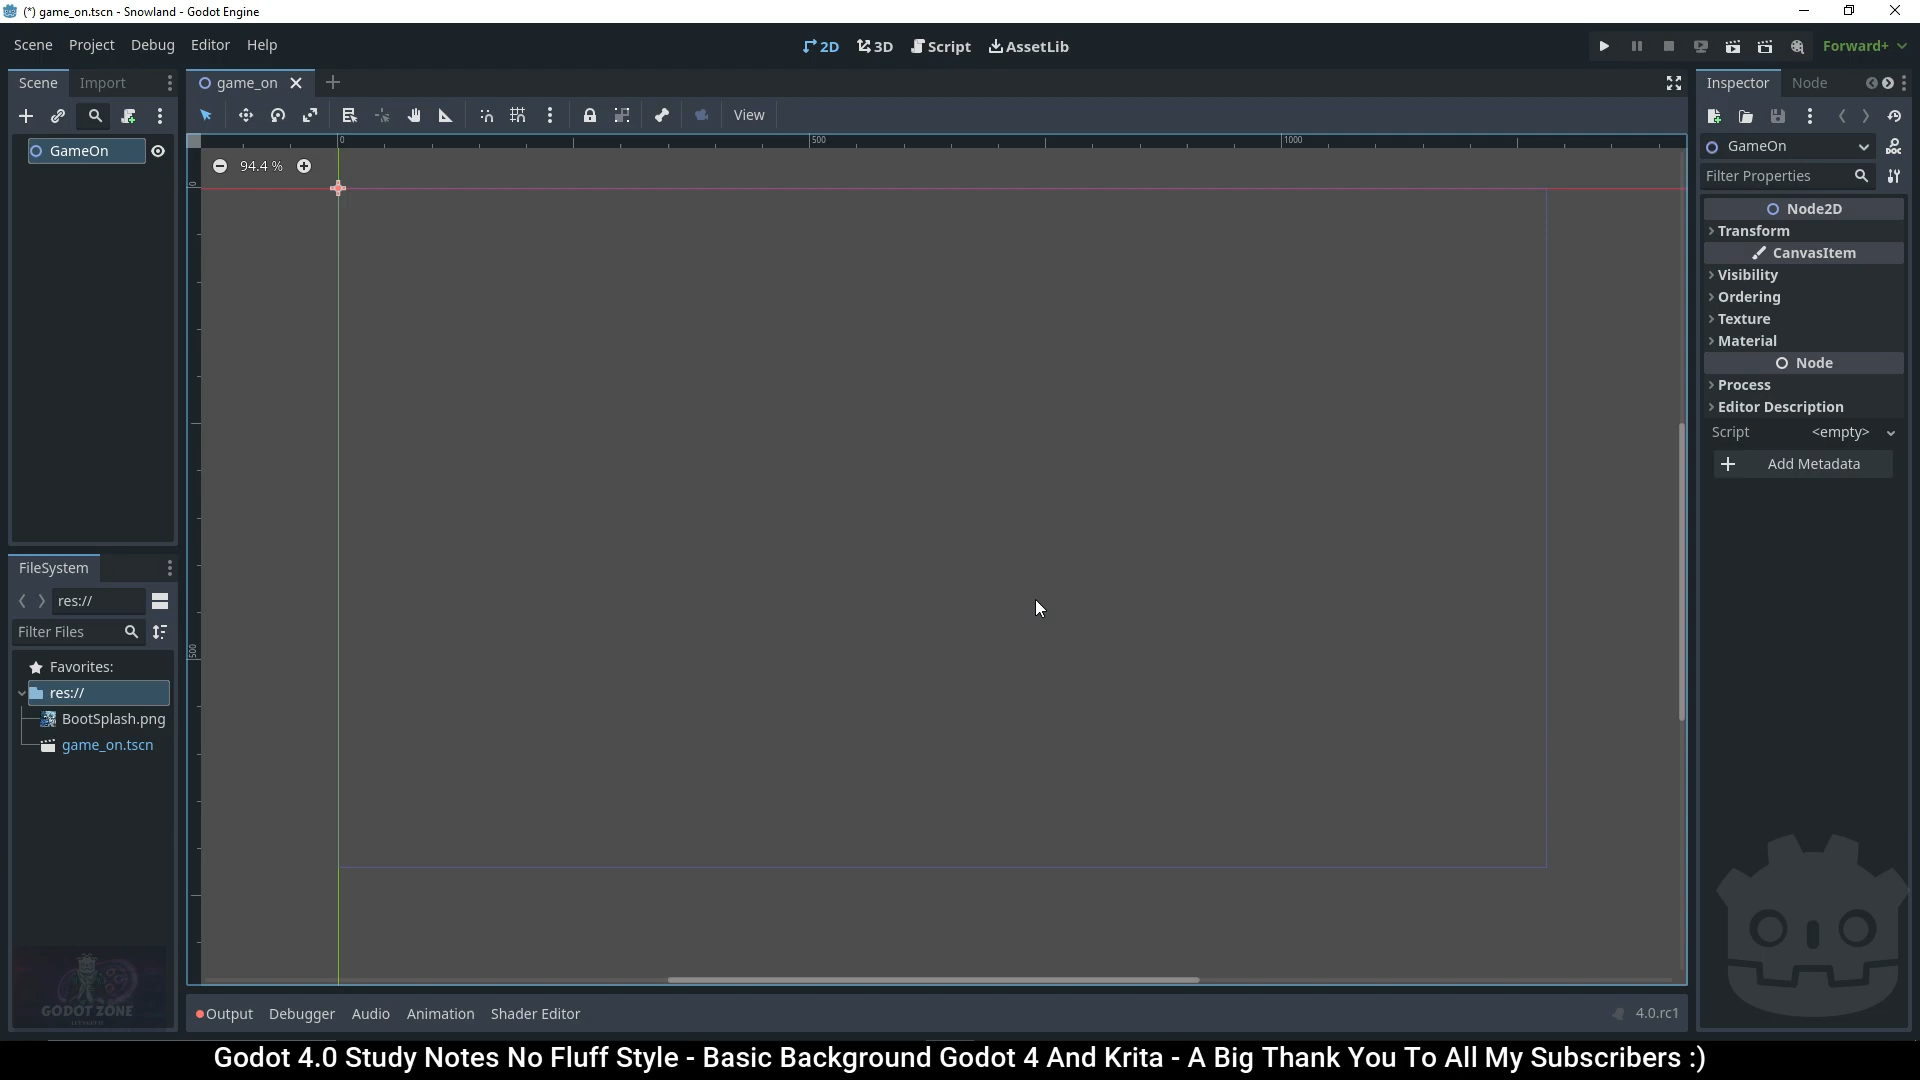 (*) game_on.tscn - Snowland - Godot Engine
Scene Project Debug Editor Help
2D 3D Script AssetLib
Forward+
Scene Import
game_on
Inspector Node
View
GameOn
94.4 %
0 500 1000
0
500
GameOn
Filter Properties
Node2D
Transform
CanvasItem
Visibility
Ordering
Texture
Material
Node
Process
Editor Description
Script <empty>
Add Metadata
FileSystem
res://
Filter Files
Favorites:
res://
BootSplash.png
game_on.tscn
GODOT ZONE
Output Debugger Audio Animation Shader Editor
4.0.rc1
Godot 4.0 Study Notes No Fluff Style - Basic Background Godot 4 And Krita - A Big Thank You To All My Subscribers :)